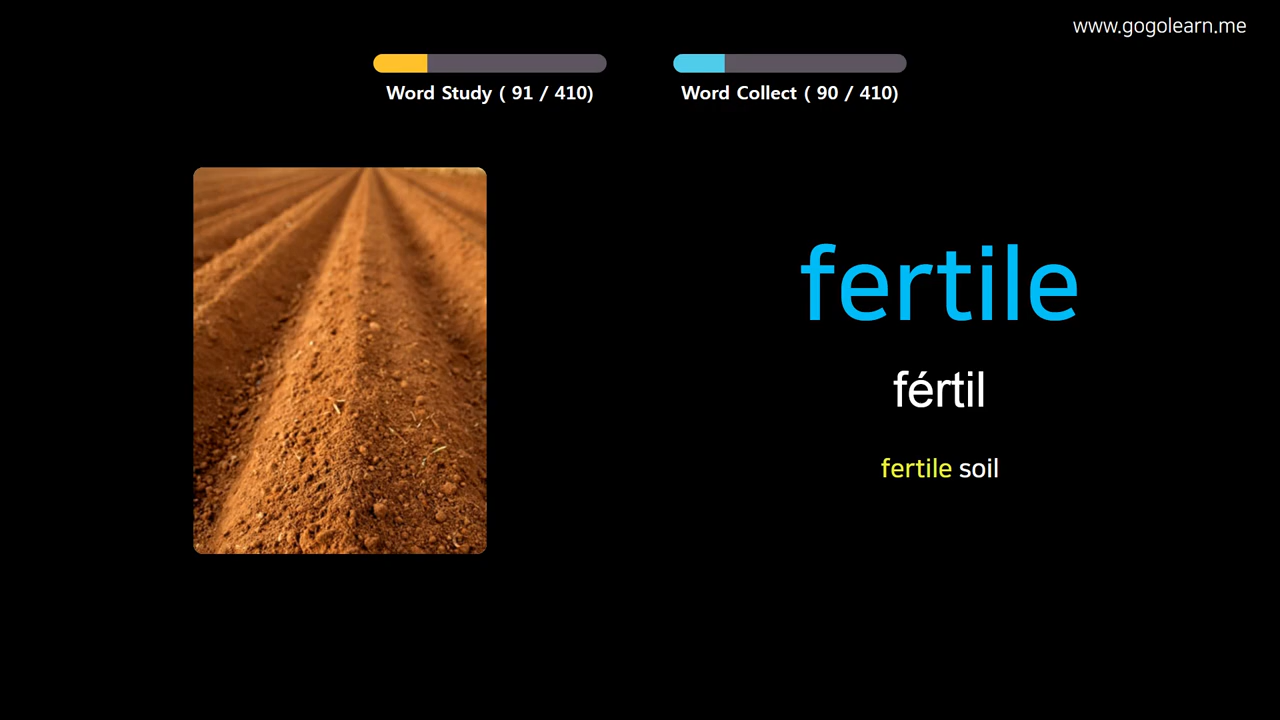 www.gogolearn.me
Word Study ( 91 / 410)
Word Collect ( 90 / 410)
fertile
fértil
fertile soil